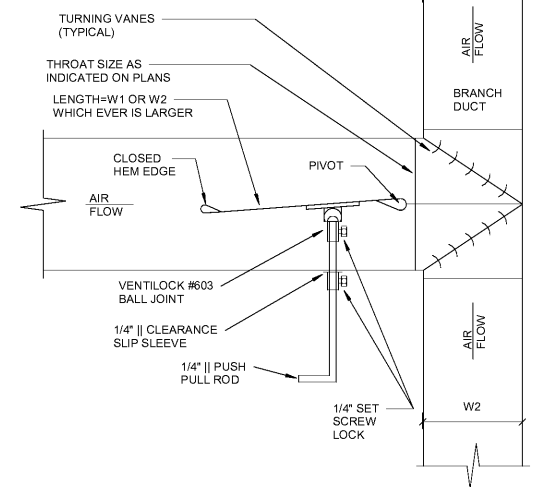 TURNING VANES
(TYPICAL)
AIR
FLOW
THROAT SIZE AS
INDICATED ON PLANS
BRANCH
DUCT
LENGTH=W1 OR W2
WHICH EVER IS LARGER
CLOSED
HEM EDGE
PIVOT
AIR
FLOW
VENTILOCK #603
BALL JOINT
1/4" || CLEARANCE
SLIP SLEEVE
AIR
FLOW
1/4" || PUSH
PULL ROD
1/4" SET
SCREW
LOCK
W2